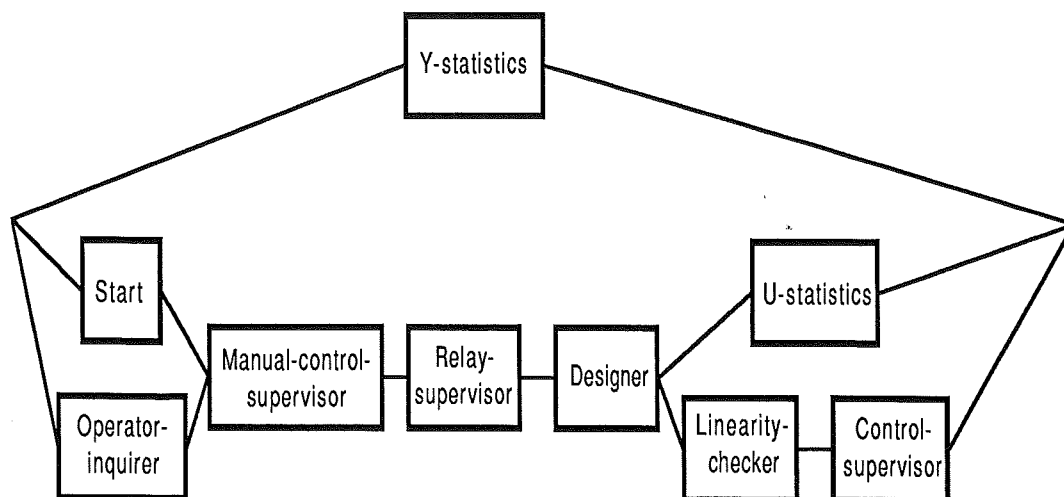 Y-statistics
Start
U-statistics
Manual-control-
supervisor
Relay-
supervisor
Designer
Operator-
inquirer
Linearity-
checker
Control-
supervisor